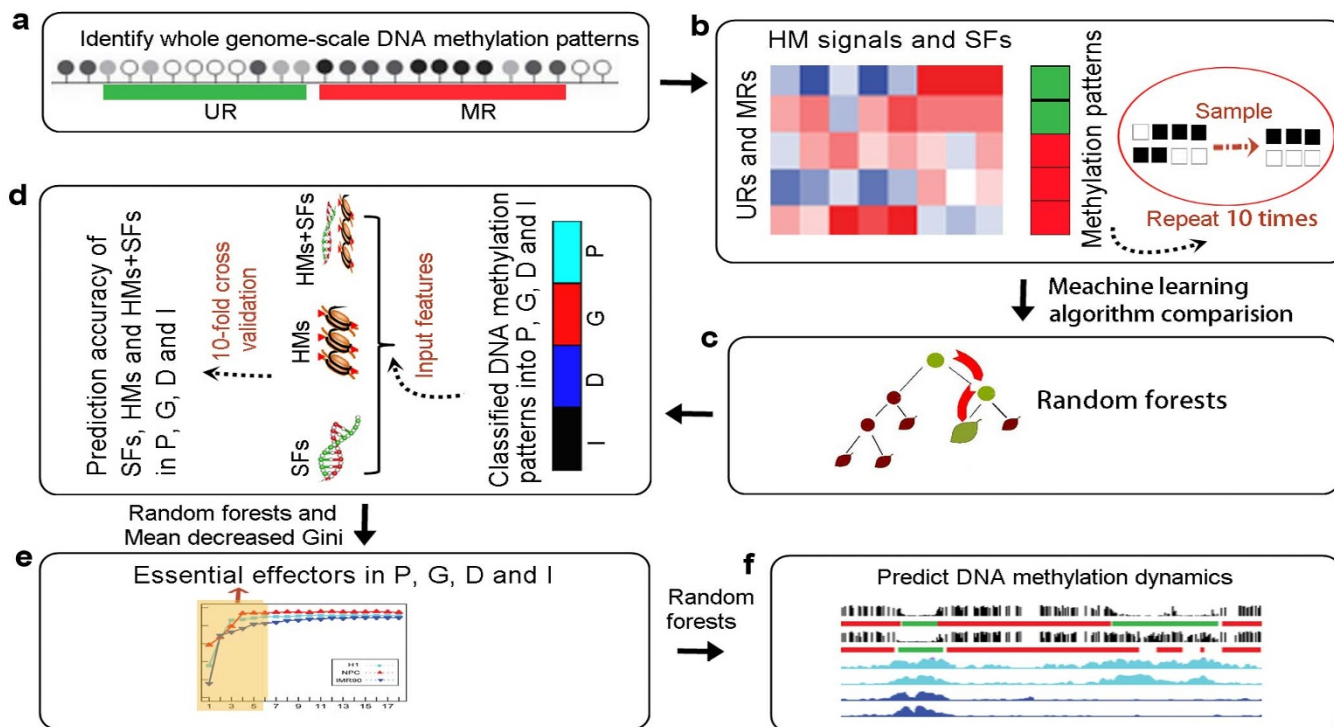 a
Identify whole genome-scale DNA methylation patterns
UR
MR
b
HM signals and SFs
URs and MRs
Methylation patterns
Sample
Repeat 10 times
Meachine learning
algorithm comparision
c
Random forests
d
Prediction accuracy of
SFs, HMs and HMs+SFs
in P, G, D and I
10-fold cross
validation
HMs+SFs
HMs
SFs
Input features
Classified DNA methylation
patterns into P, G, D and I
P
G
D
I
Random forests and
Mean decreased Gini
e
Essential effectors in P, G, D and I
H1
NPC
IMR90
1 3 5 7 9 11 13 15 17
Random
forests
f
Predict DNA methylation dynamics